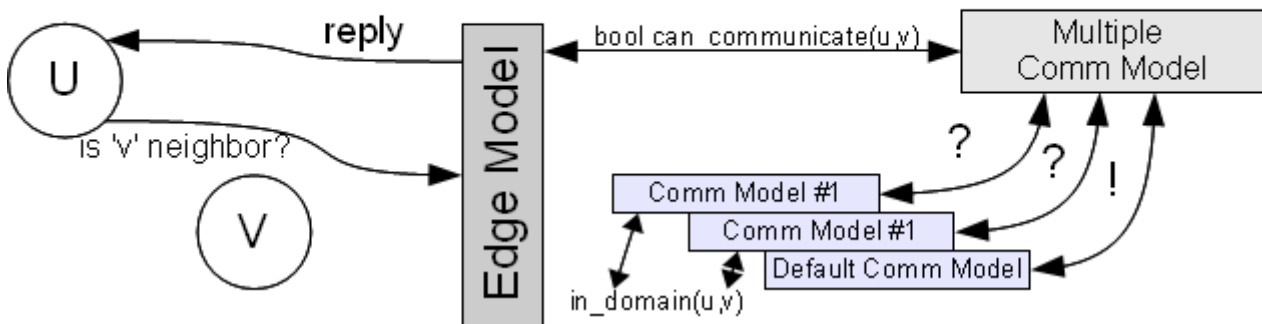 reply
U
is 'v' neighbor?
V
Edge Model
bool can_communicate(u,v)
Multiple
Comm Model
?
?
!
Comm Model #1
Comm Model #1
Default Comm Model
in_domain(u,v)